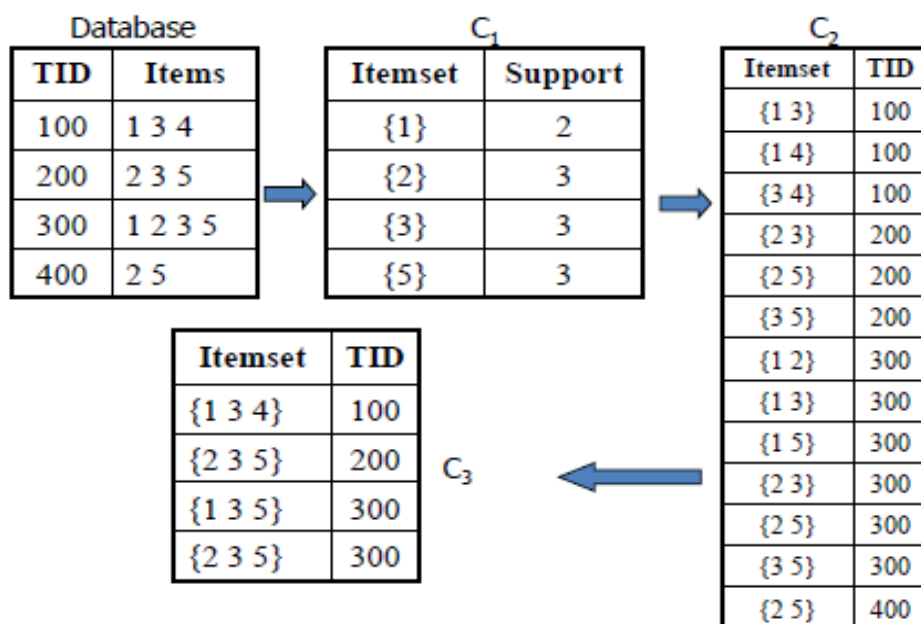 Database
TID Items
100 1 3 4
200 2 3 5
300 1 2 3 5
400 2 5
C₁
Itemset Support
{1} 2
{2} 3
{3} 3
{5} 3
C₂
Itemset TID
{1 3} 100
{1 4} 100
{3 4} 100
{2 3} 200
{2 5} 200
{3 5} 200
{1 2} 300
{1 3} 300
{1 5} 300
{2 3} 300
{2 5} 300
{3 5} 300
{2 5} 400
Itemset TID
{1 3 4} 100
{2 3 5} 200
{1 3 5} 300
{2 3 5} 300
C₃